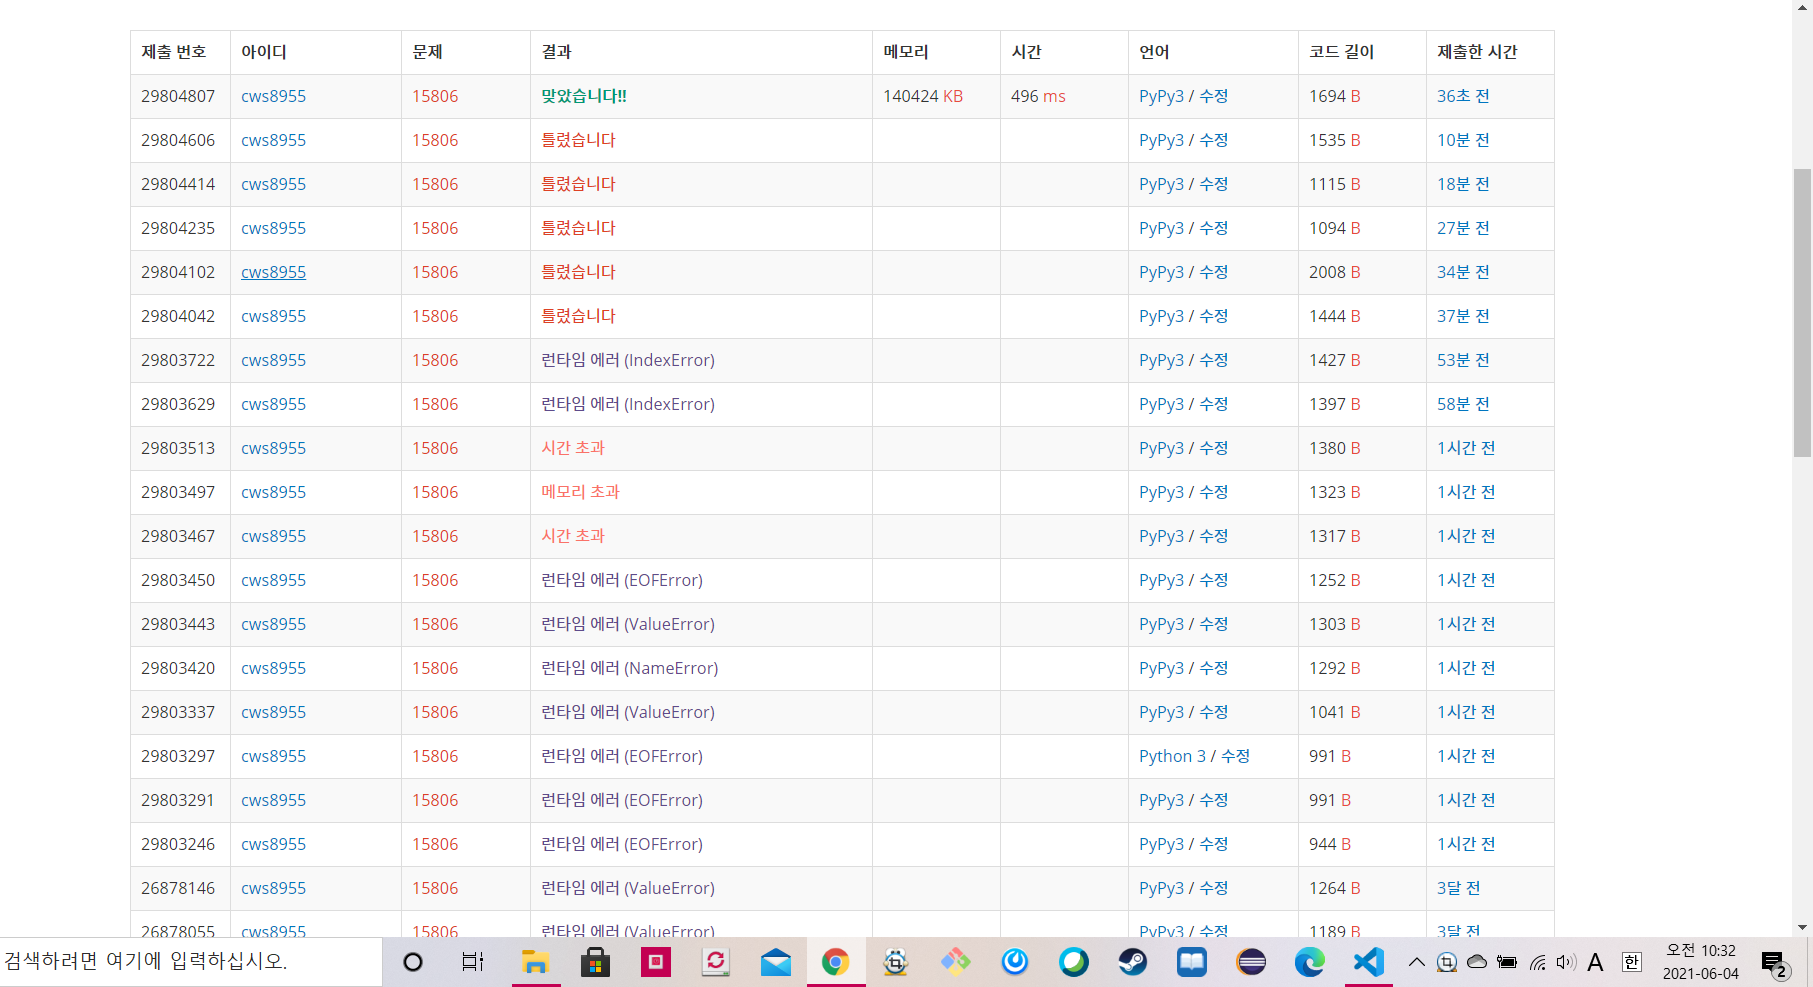 제출 번호 아이디 문제 결과 메모리 시간 언어 코드 길이 제출한 시간
29804807 cws8955 15806 맞았습니다!! 140424 KB 496 ms PyPy3 / 수정 1694 B 36초 전
29804606 cws8955 15806 틀렸습니다 PyPy3 / 수정 1535 B 10분 전
29804414 cws8955 15806 틀렸습니다 PyPy3 / 수정 1115 B 18분 전
29804235 cws8955 15806 틀렸습니다 PyPy3 / 수정 1094 B 27분 전
29804102 cws8955 15806 틀렸습니다 PyPy3 / 수정 2008 B 34분 전
29804042 cws8955 15806 틀렸습니다 PyPy3 / 수정 1444 B 37분 전
29803722 cws8955 15806 런타임 에러 (IndexError) PyPy3 / 수정 1427 B 53분 전
29803629 cws8955 15806 런타임 에러 (IndexError) PyPy3 / 수정 1397 B 58분 전
29803513 cws8955 15806 시간 초과 PyPy3 / 수정 1380 B 1시간 전
29803497 cws8955 15806 메모리 초과 PyPy3 / 수정 1323 B 1시간 전
29803467 cws8955 15806 시간 초과 PyPy3 / 수정 1317 B 1시간 전
29803450 cws8955 15806 런타임 에러 (EOFError) PyPy3 / 수정 1252 B 1시간 전
29803443 cws8955 15806 런타임 에러 (ValueError) PyPy3 / 수정 1303 B 1시간 전
29803420 cws8955 15806 런타임 에러 (NameError) PyPy3 / 수정 1292 B 1시간 전
29803337 cws8955 15806 런타임 에러 (ValueError) PyPy3 / 수정 1041 B 1시간 전
29803297 cws8955 15806 런타임 에러 (EOFError) Python 3 / 수정 991 B 1시간 전
29803291 cws8955 15806 런타임 에러 (EOFError) PyPy3 / 수정 991 B 1시간 전
29803246 cws8955 15806 런타임 에러 (EOFError) PyPy3 / 수정 944 B 1시간 전
26878146 cws8955 15806 런타임 에러 (ValueError) PyPy3 / 수정 1264 B 3달 전
26878055 cws8955 15806 런타임 에러 (ValueError) PyPy3 / 수정 1189 B 3달 전
검색하려면 여기에 입력하십시오. A 한 오전 10:32
2021-06-04 2